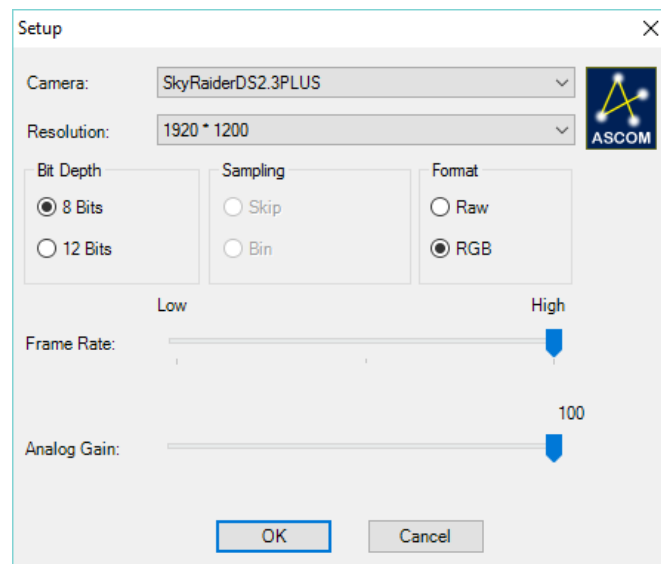 Setup
Camera:
SkyRaiderDS2.3PLUS
ASCOM
Resolution:
1920 * 1200
Bit Depth
8 Bits
12 Bits
Sampling
Skip
Bin
Format
Raw
RGB
Low
High
Frame Rate:
100
Analog Gain:
OK
Cancel